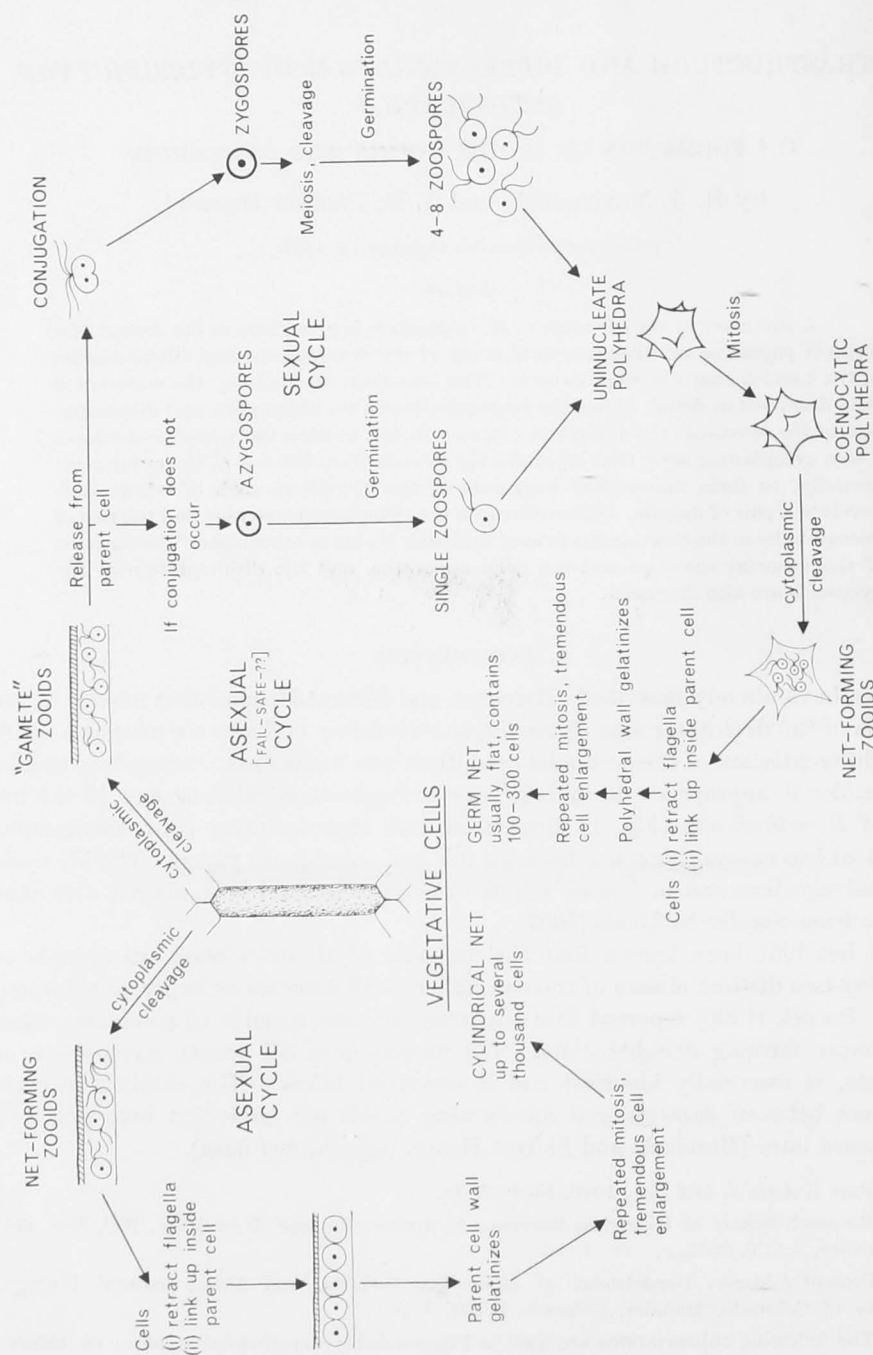 NET–FORMING
ZOOIDS
"GAMETE"
ZOOIDS
CONJUGATION
cytoplasmic
cleavage
cytoplasmic
cleavage
Release from
parent cell
If conjugation does not
occur
ZYGOSPORES
Meiosis, cleavage
Germination
4–8 ZOOSPORES
AZYGOSPORES
Germination
SINGLE ZOOSPORES
SEXUAL
CYCLE
ASEXUAL
[FAIL–SAFE–??]
CYCLE
ASEXUAL
CYCLE
VEGETATIVE CELLS
Cells
(i) retract flagella
(ii) link up inside
parent cell
Parent cell wall
gelatinizes
Repeated mitosis,
tremendous cell
enlargement
CYLINDRICAL NET
up to several
thousand cells
GERM NET
usually flat, contains
100–300 cells
Repeated mitosis, tremendous
cell enlargement
Polyhedral wall gelatinizes
Cells (i) retract flagella
(ii) link up inside parent cell
UNINUCLEATE
POLYHEDRA
Mitosis
COENOCYTIC
POLYHEDRA
cytoplasmic
cleavage
NET–FORMING
ZOOIDS